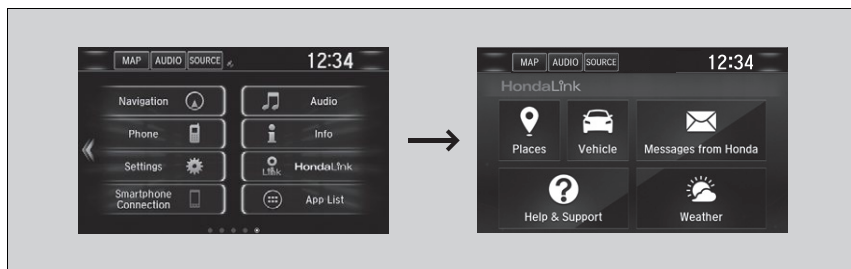 MAP AUDIO SOURCE 12:34
Navigation
Audio
Phone
Info
Settings
Link HondaLink
Smartphone
Connection
App List
MAP AUDIO SOURCE 12:34
HondaLink
Places Vehicle Messages from Honda
Help & Support Weather